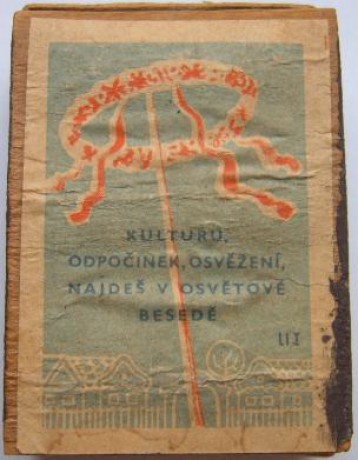 KULTURU,
ODPOČINEK, OSVĚŽENÍ,
NAJDEŠ V OSVĚTOVÉ
BESEDĚ